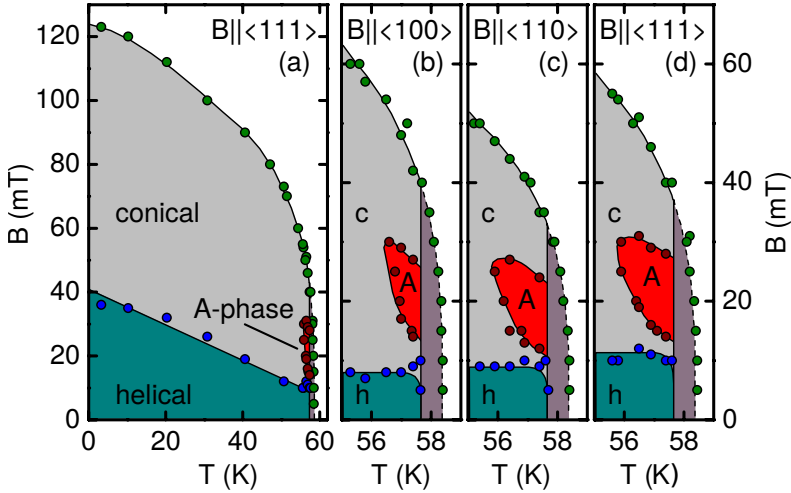 B||<111>
(a)
B||<100>
(b)
B||<110>
(c)
B||<111>
(d)
120
100
80
60
40
20
0
B (mT)
conical
A-phase
helical
c
A
h
c
A
h
c
A
h
60
40
20
0
B (mT)
0 20 40 60
56 58
56 58
56 58
T (K)
T (K)
T (K)
T (K)